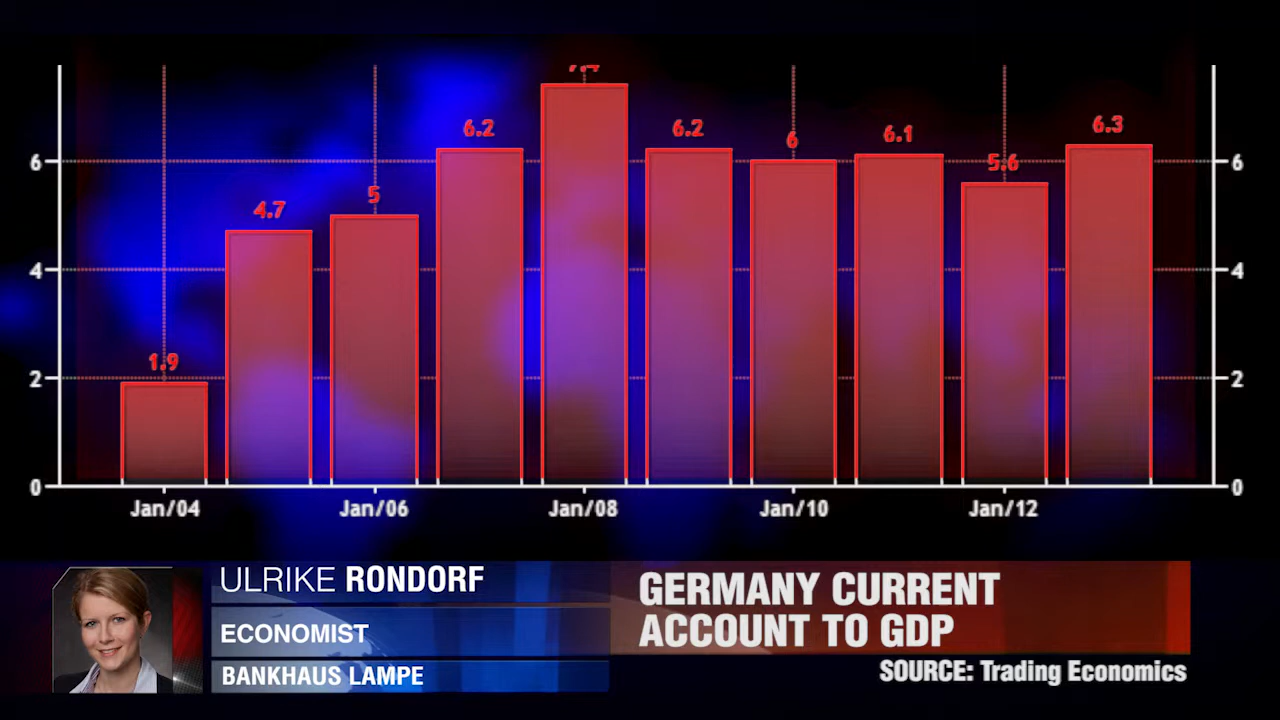 6.2
6.2
6
6.1
6.3
6
6
4.7
5
5.6
4
4
1.9
2
2
0
0
Jan/04
Jan/06
Jan/08
Jan/10
Jan/12
ULRIKE RONDORF
ECONOMIST
BANKHAUS LAMPE
GERMANY CURRENT
ACCOUNT TO GDP
SOURCE: Trading Economics